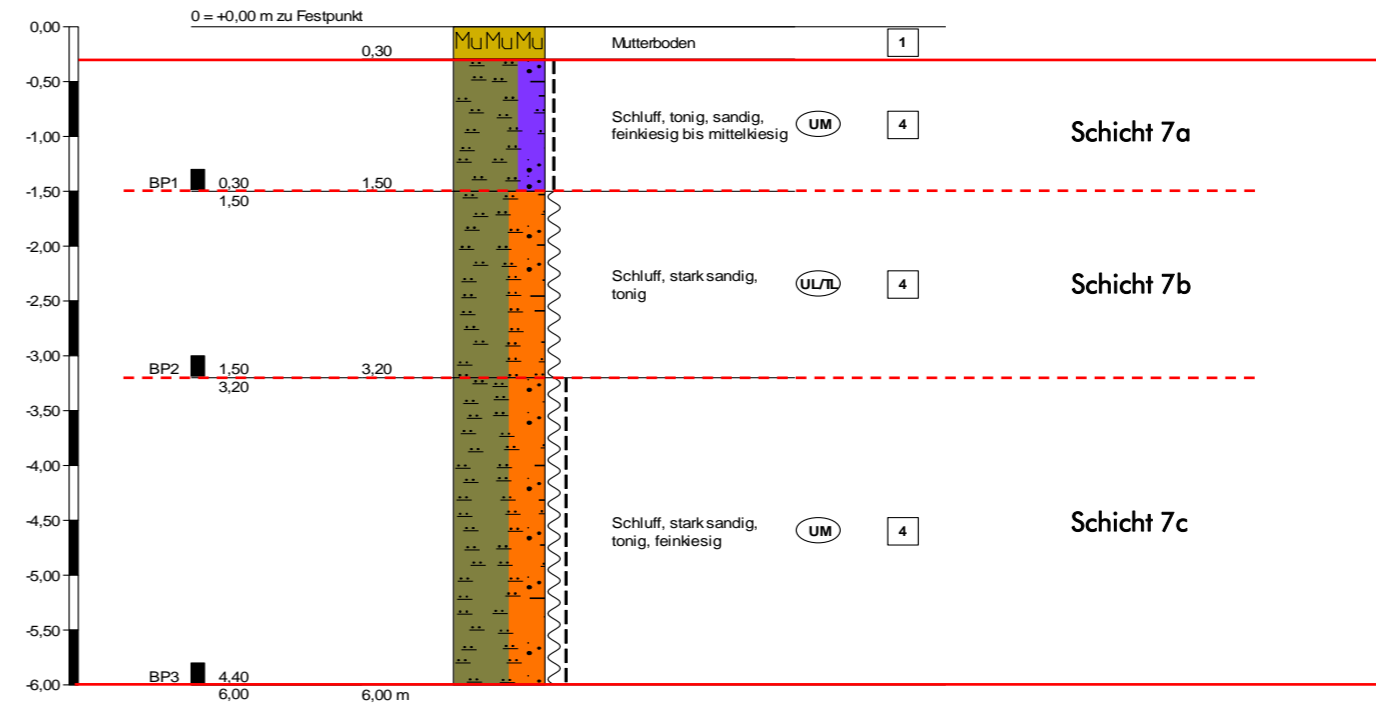 0 = +0,00 m zu Festpunkt
0,00
Mu Mu Mu
Mutterboden
1
0,30
-0,50
Schluff, tonig, sandig,
feinkiesig bis mittelkiesig
UM
4
Schicht 7a
-1,00
BP1 0,30 1,50
1,50
-1,50
-2,00
Schluff, stark sandig,
tonig
UL/TL
4
Schicht 7b
-2,50
-3,00
BP2 1,50 3,20
3,20
-3,50
-4,00
-4,50
Schluff, stark sandig,
tonig, feinkiesig
UM
4
Schicht 7c
-5,00
-5,50
BP3 4,40
-6,00
6,00 6,00 m